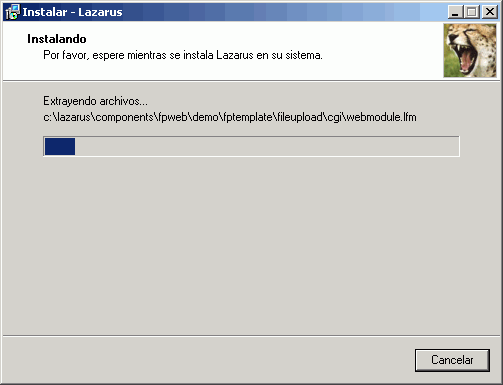 Instalar - Lazarus
Instalando
Por favor, espere mientras se instala Lazarus en su sistema.
Extrayendo archivos...
c:\lazarus\components\fpweb\demo\fptemplate\fileupload\cgi\webmodule.lfm
Cancelar